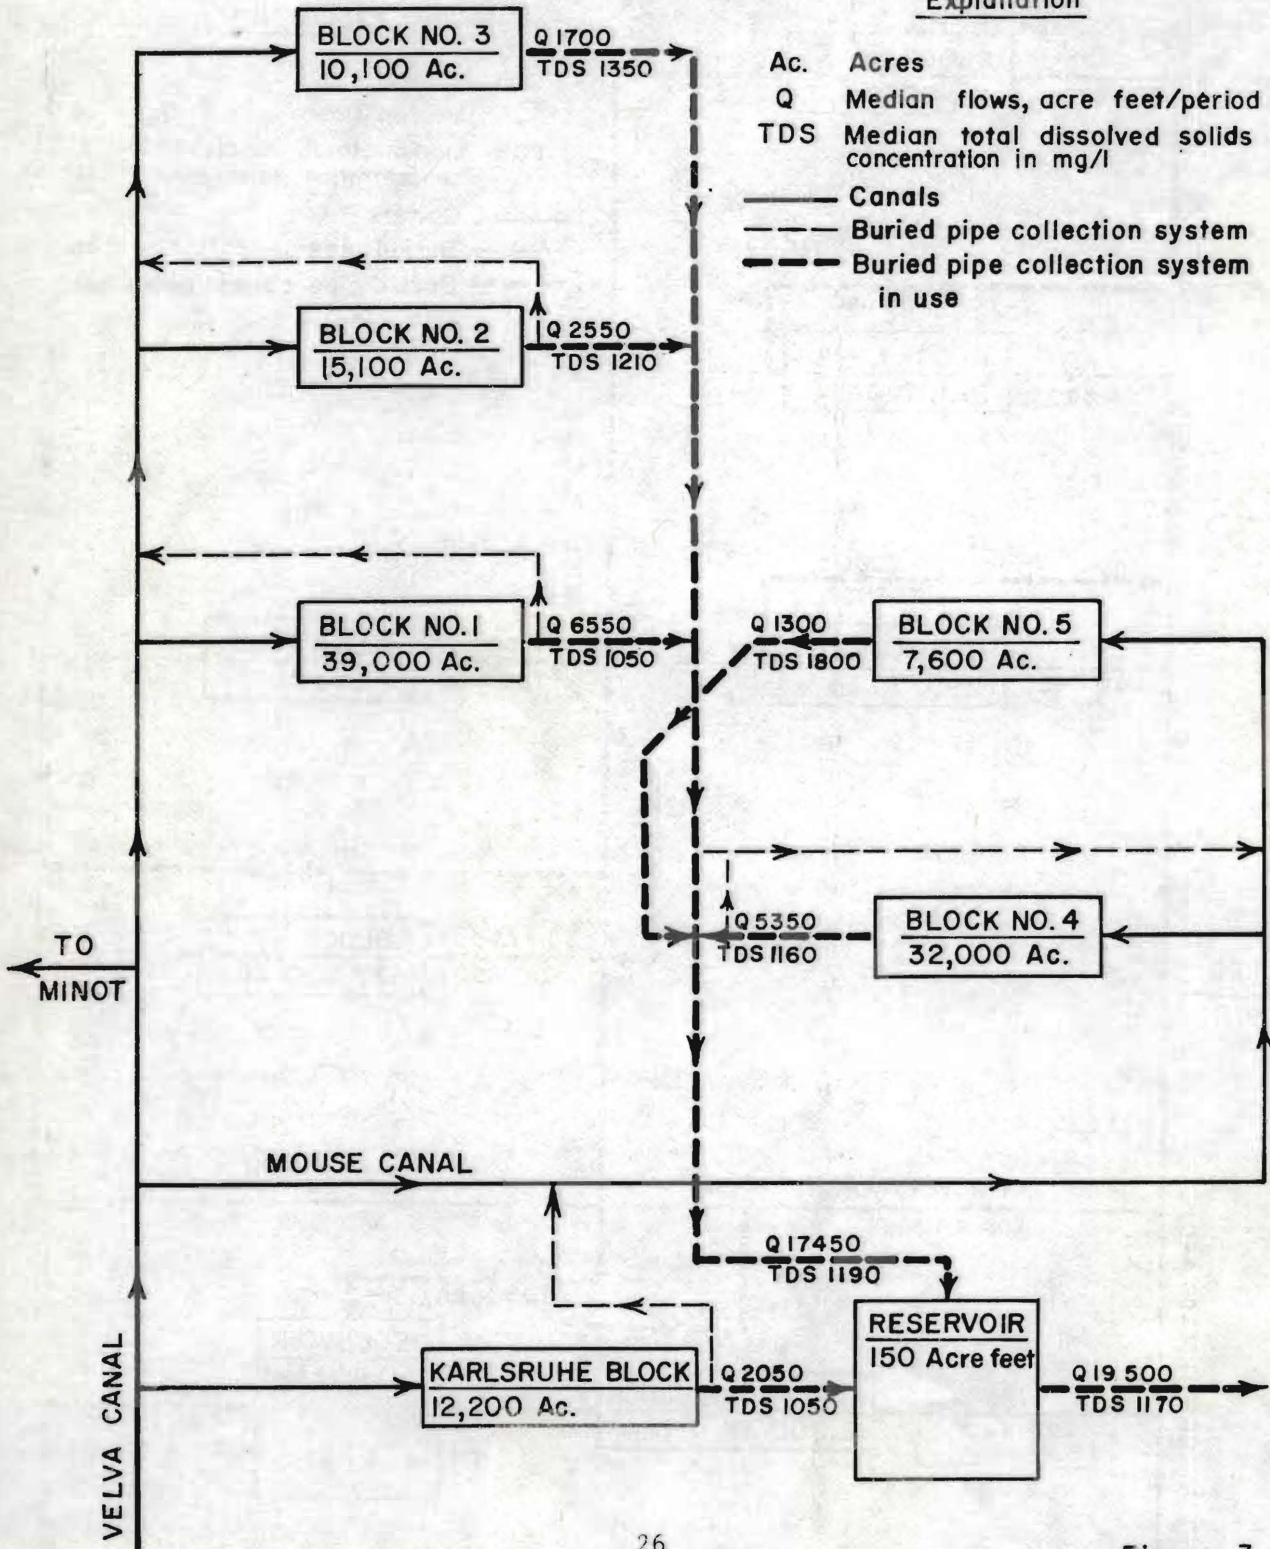 Explanation
Ac. Acres
Q Median flows, acre feet/period
TDS Median total dissolved solids
concentration in mg/l
Canals
Buried pipe collection system
Buried pipe collection system
in use
BLOCK NO. 3
10,100 Ac.
Q 1700
TDS 1350
BLOCK NO. 2
15,100 Ac.
Q 2550
TDS 1210
BLOCK NO. 1
39,000 Ac.
Q 6550
TDS 1050
Q 1300
TDS 1800
BLOCK NO. 5
7,600 Ac.
Q 5350
TDS 1160
BLOCK NO. 4
32,000 Ac.
TO
MINOT
MOUSE CANAL
Q 17450
TDS 1190
RESERVOIR
150 Acre feet
KARLSRUHE BLOCK
12,200 Ac.
Q 2050
TDS 1050
Q 19 500
TDS 1170
VELVA CANAL
26